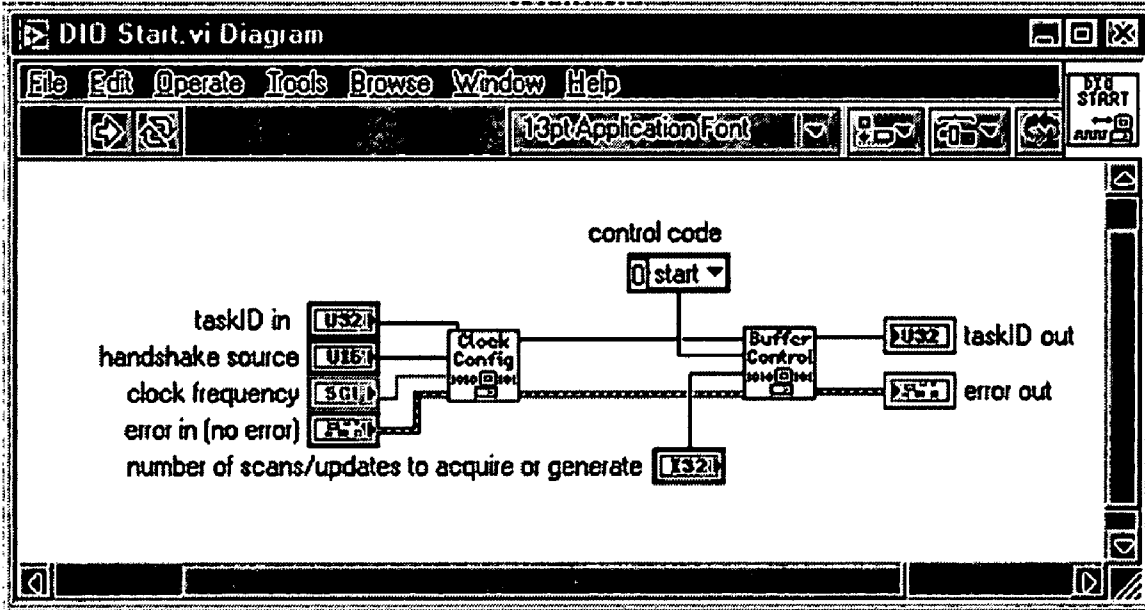 DIO Start.vi Diagram
File Edit Operate Tools Browse Window Help
DIO
START
13pt Application Font
control code
0 start
taskID in U32
handshake source U16
clock frequency SGL
error in (no error)
Clock
Config
Buffer
Control
U32 taskID out
error out
number of scans/updates to acquire or generate I32